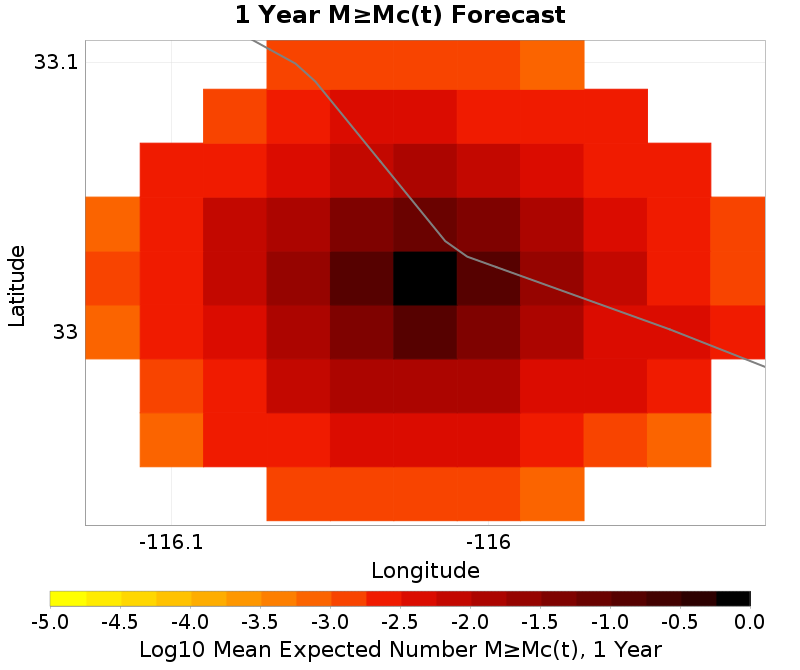 1 Year M≥Mc(t) Forecast
33.1
33
Latitude
-116.1 -116
Longitude
-5.0 -4.5 -4.0 -3.5 -3.0 -2.5 -2.0 -1.5 -1.0 -0.5 0.0
Log10 Mean Expected Number M≥Mc(t), 1 Year